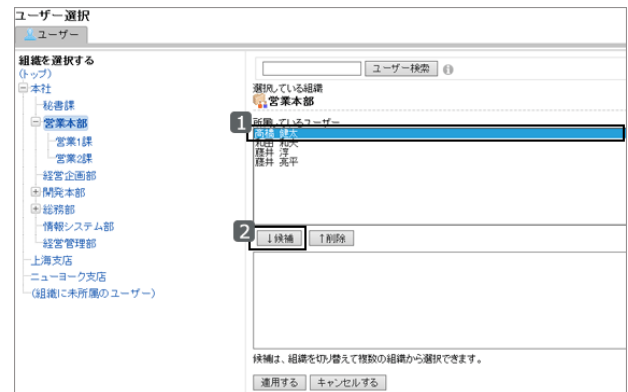 ユーザー選択
ユーザー
組織を選択する
(トップ)
本社
秘書課
営業本部
営業1課
営業2課
経営企画部
開発本部
総務部
情報システム部
経営管理部
上海支店
ニューヨーク支店
(組織に未所属のユーザー)
ユーザー検索
選択している組織
営業本部
1
所属しているユーザー
高橋 健太
和田 和矢
藤井 淳
藤井 亮平
2
↓候補 ↑削除
候補は、組織を切り替えて複数の組織から選択できます。
適用する キャンセルする